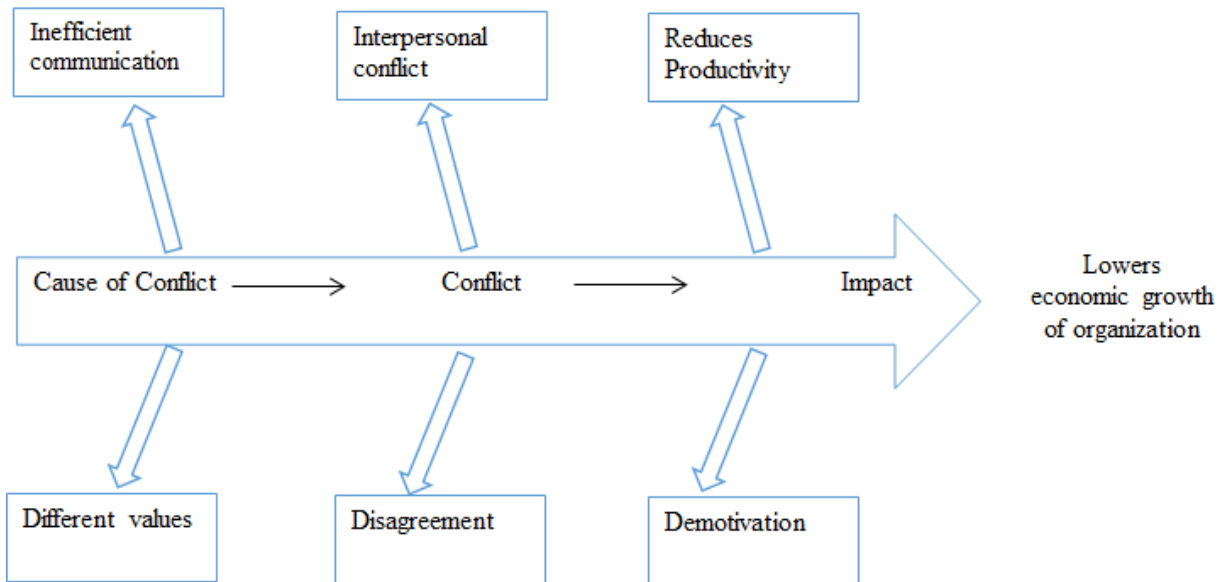 Inefficient
communication
Interpersonal
conflict
Reduces
Productivity
Cause of Conflict
Conflict
Impact
Lowers
economic growth
of organization
Different values
Disagreement
Demotivation